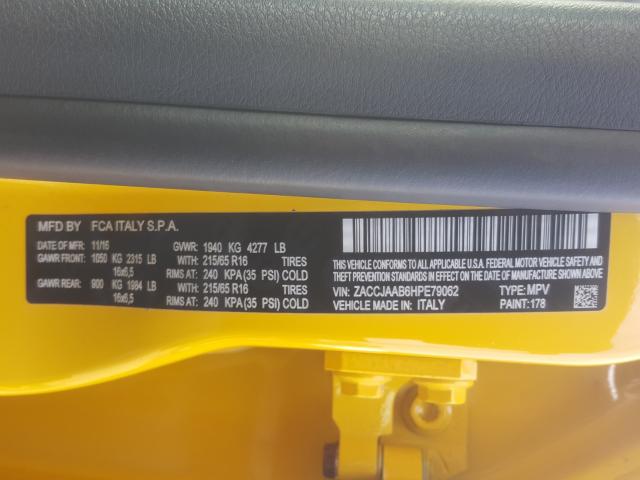 MFD BY FCA ITALY S.P.A.
DATE OF MFR: 11/16 GVWR: 1940 KG 4277 LB
GAWR FRONT: 1050 KG 2315 LB WITH: 215/65 R16 TIRES
16x6,5 RIMS AT: 240 KPA(35 PSI) COLD
GAWR REAR: 900 KG 1984 LB WITH: 215/65 R16 TIRES
16x6,5 RIMS AT: 240 KPA(35 PSI) COLD
THIS VEHICLE CONFORMS TO ALL APPLICABLE U.S.A. FEDERAL MOTOR VEHICLE SAFETY, BUMPER, AND
THEFT PREVENTION STANDARDS IN EFFECT ON THE DATE OF MANUFACTURE SHOWN ABOVE.
VIN: ZACCJAAB6HPE79062 TYPE: MPV
VEHICLE MADE IN: ITALY PAINT: 178